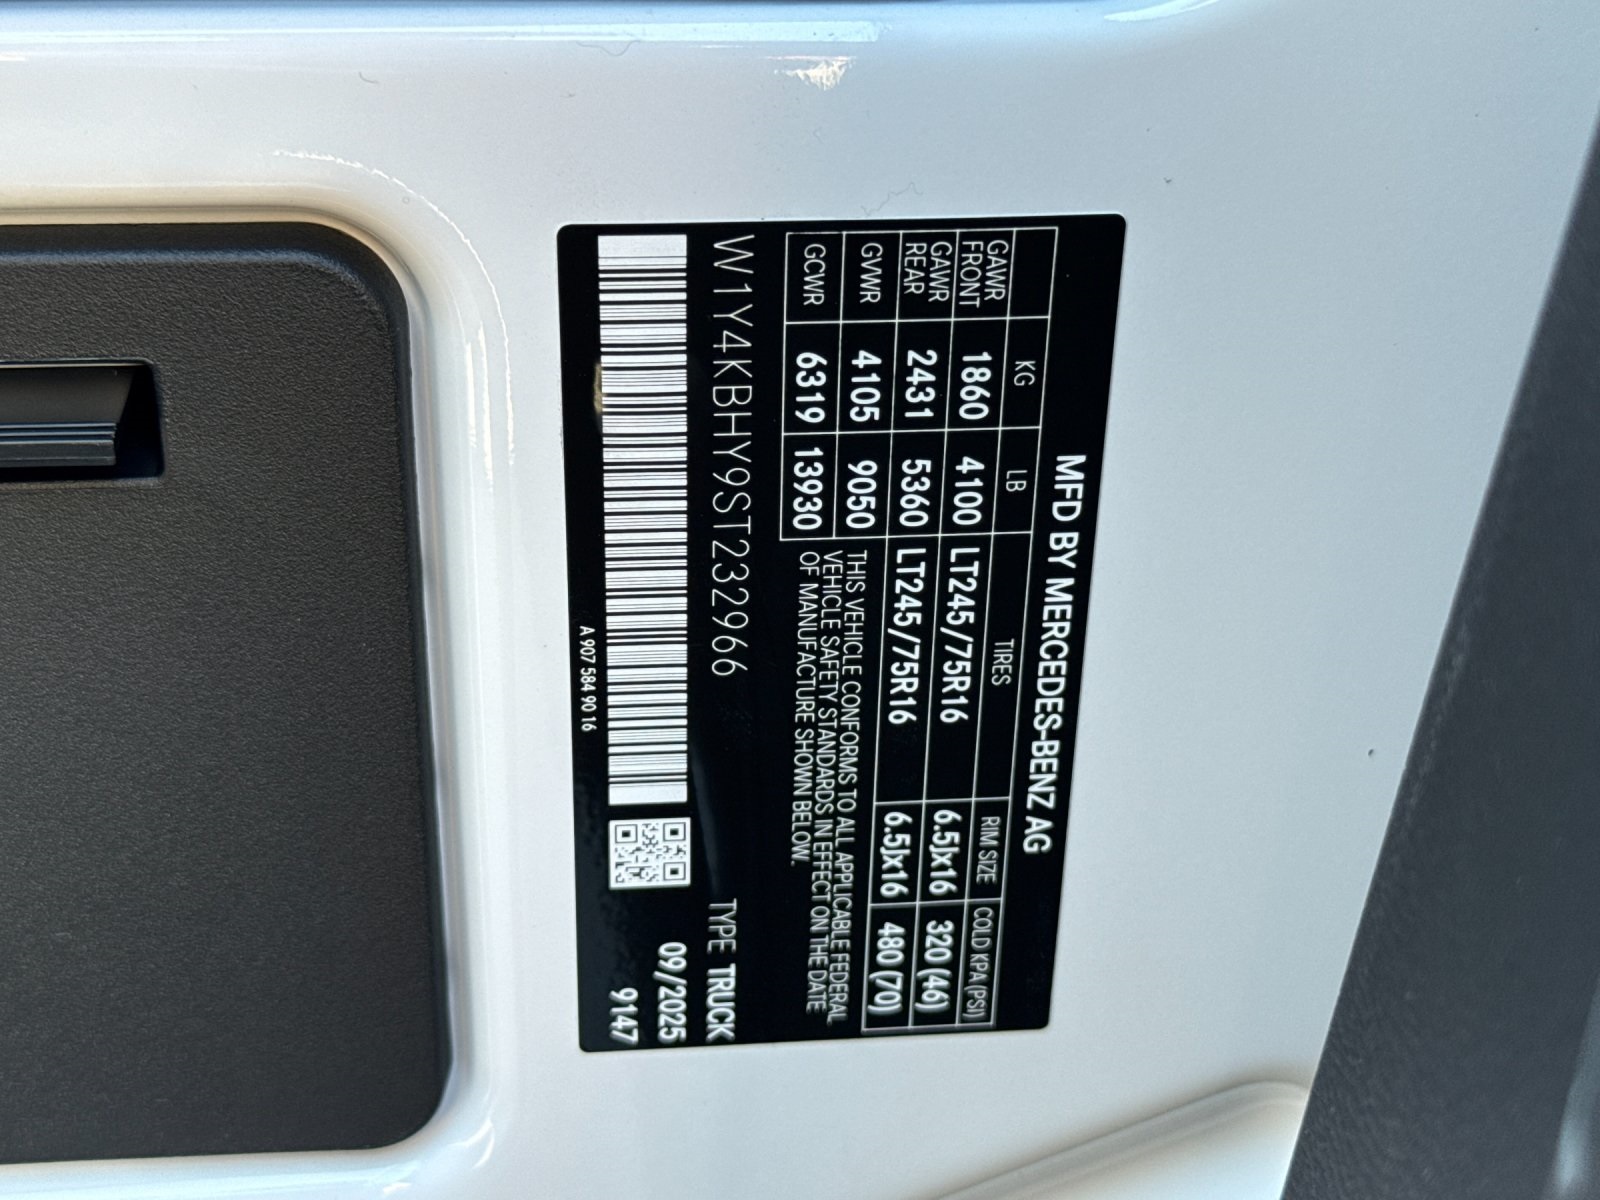 MFD BY MERCEDES-BENZ AG
KG LB TIRES RIM SIZE COLD KPA (PSI)
GAWR FRONT 1860 4100 LT245/75R16 6.5Jx16 320 (46)
GAWR REAR 2431 5360 LT245/75R16 6.5Jx16 480 (70)
GVWR 4105 9050
GCWR 6319 13930
THIS VEHICLE CONFORMS TO ALL APPLICABLE FEDERAL
VEHICLE SAFETY STANDARDS IN EFFECT ON THE DATE
OF MANUFACTURE SHOWN BELOW.
W1Y4KBHY9ST232966
TYPE TRUCK
09/2025
9147
A 907 584 90 16